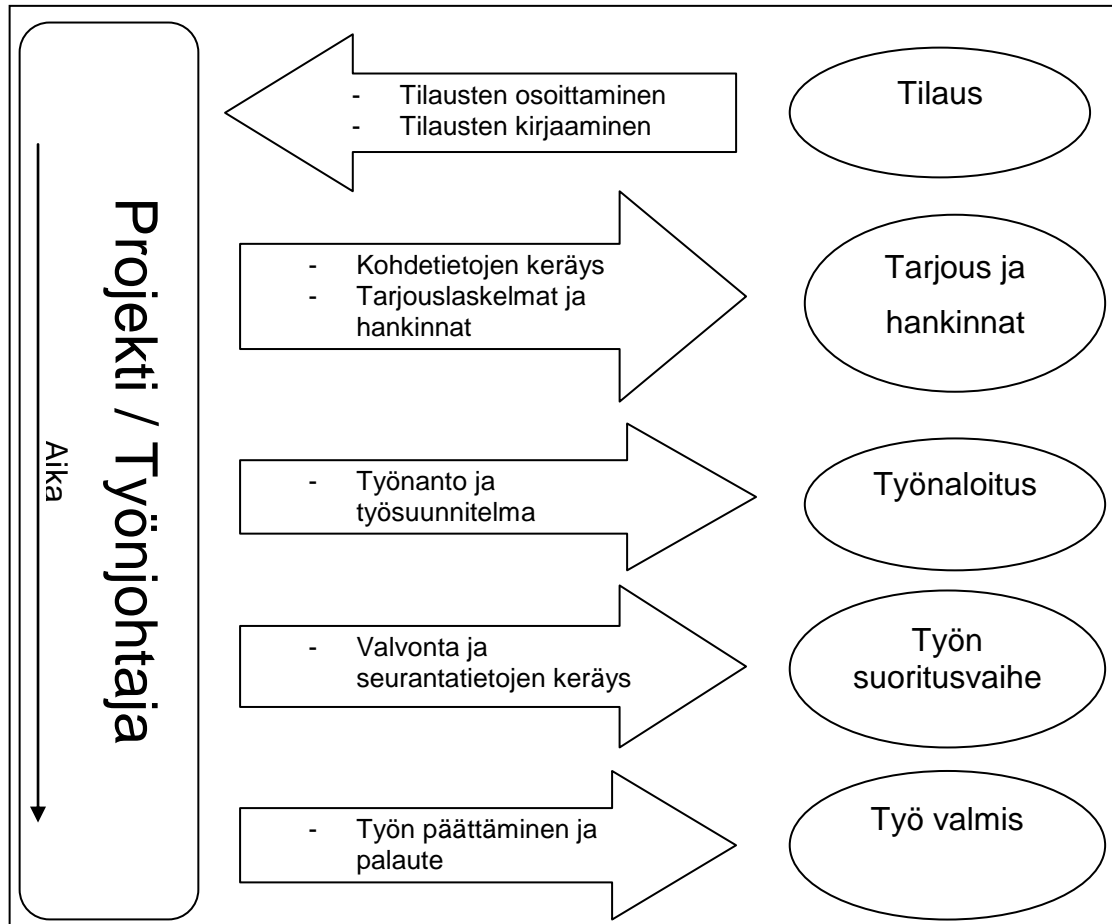 Projekti / Työnjohtaja
Aika
- Tilausten osoittaminen
- Tilausten kirjaaminen
Tilaus
- Kohdetietojen keräys
- Tarjouslaskelmat ja
hankinnat
Tarjous ja
hankinnat
- Työnanto ja
työsuunnitelma
Työnaloitus
- Valvonta ja
seurantatietojen keräys
Työn
suoritusvaihe
- Työn päättäminen ja
palaute
Työ valmis